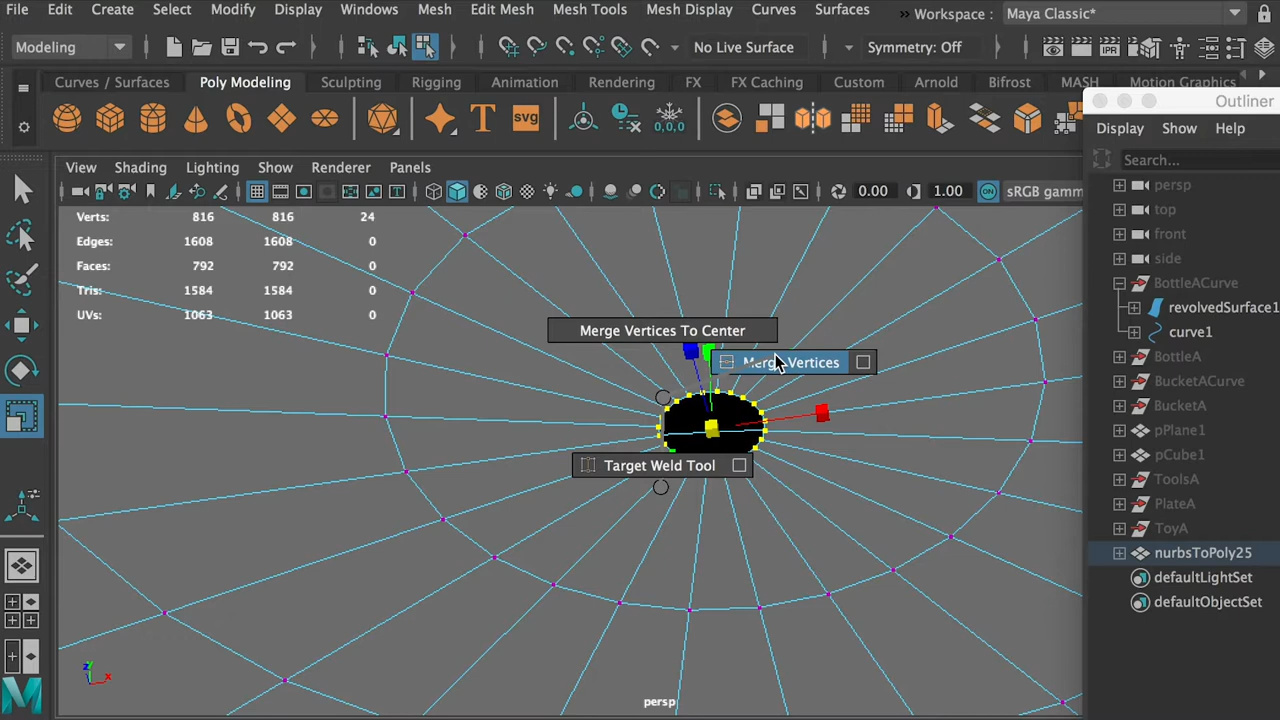 File Edit Create Select Modify Display Windows Mesh Edit Mesh Mesh Tools Mesh Display Curves Surfaces » Workspace : Maya Classic*
Modeling No Live Surface Symmetry: Off
Curves / Surfaces Poly Modeling Sculpting Rigging Animation Rendering FX FX Caching Custom Arnold Bifrost MASH Motion Graphics
T svg 0,0,0 Outliner
Display Show Help
View Shading Lighting Show Renderer Panels
Search...
IPR
0.00 1.00 ON sRGB gamm
Verts: 816 816 24
Edges: 1608 1608 0
Faces: 792 792 0
Tris: 1584 1584 0
UVs: 1063 1063 0
Merge Vertices To Center
Merge Vertices
Target Weld Tool
persp
top
front
side
BottleACurve
revolvedSurface1
curve1
BottleA
BucketACurve
BucketA
pPlane1
pCube1
ToolsA
PlateA
ToyA
nurbsToPoly25
defaultLightSet
defaultObjectSet
z x
persp